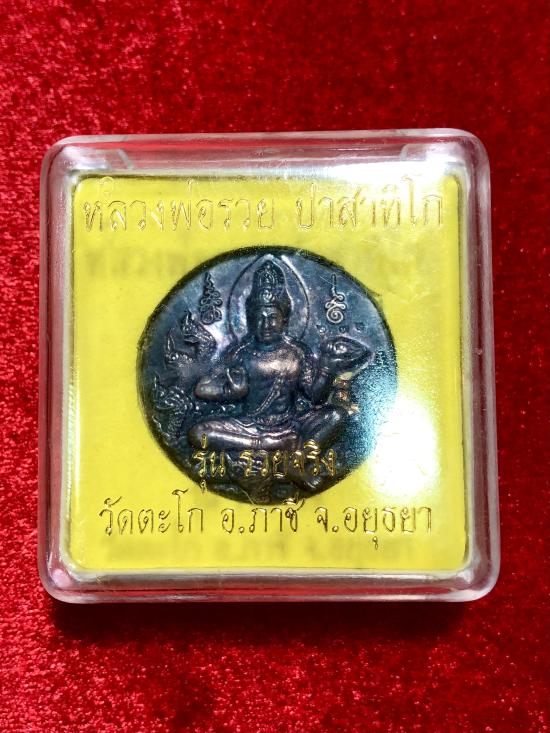 หลวงพ่อรวย ปาสาทิโก
รุ่น รวยจริง
วัดตะโก อ.ภาชี จ.อยุธยา